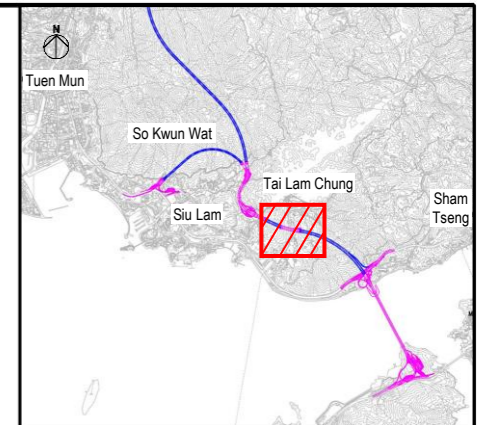 N
Tuen Mun
So Kwun Wat
Tai Lam Chung
Sham
Tseng
Siu Lam